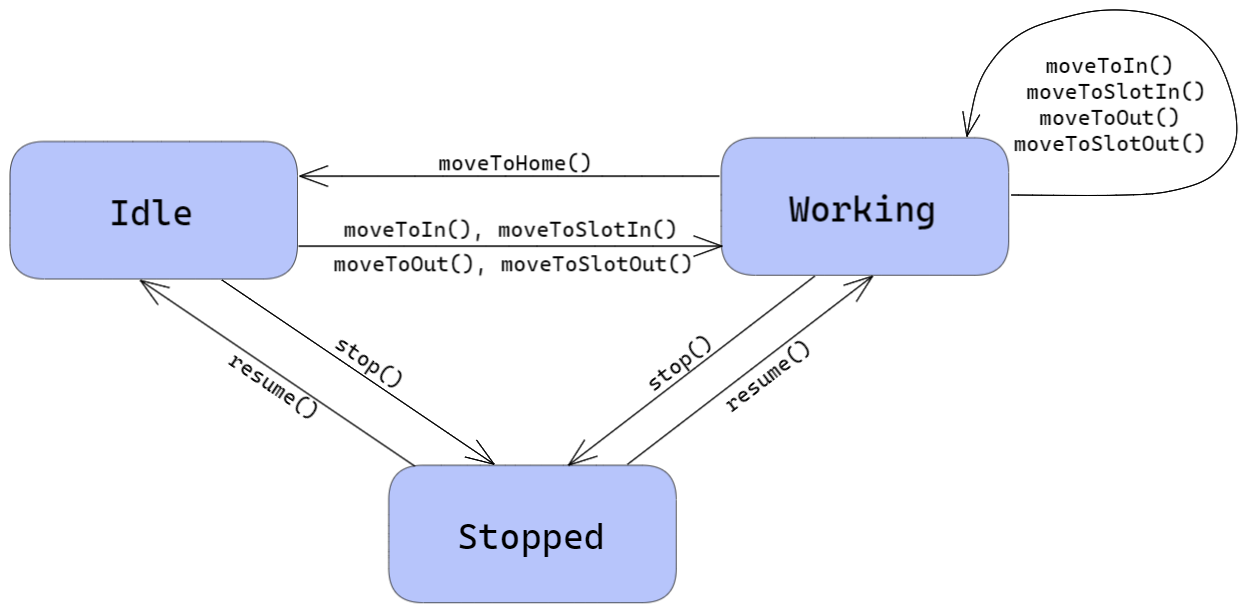 moveToIn()
moveToSlotIn()
moveToOut()
moveToSlotOut()
moveToHome()
Idle
Working
moveToIn(), moveToSlotIn()
moveToOut(), moveToSlotOut()
stop()
resume()
stop()
resume()
Stopped